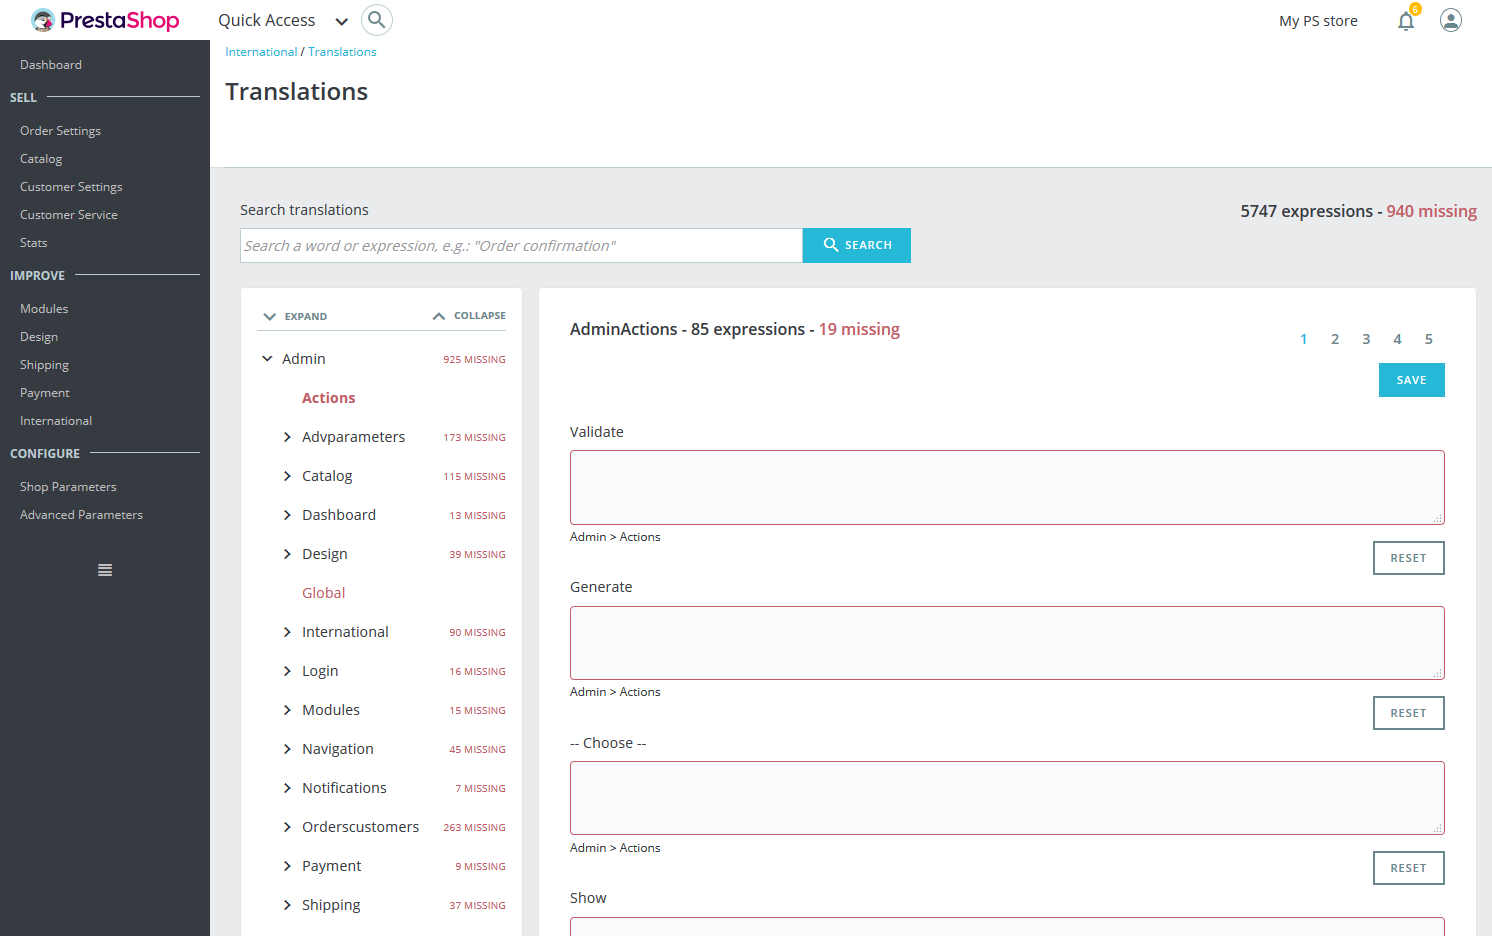 PrestaShop
Quick Access
My PS store
6
International / Translations
Translations
Dashboard
SELL
Order Settings
Catalog
Customer Settings
Customer Service
Stats
IMPROVE
Modules
Design
Shipping
Payment
International
CONFIGURE
Shop Parameters
Advanced Parameters
Search translations
5747 expressions - 940 missing
Search a word or expression, e.g.: "Order confirmation"
SEARCH
EXPAND
COLLAPSE
Admin 925 MISSING
Actions
Advparameters 173 MISSING
Catalog 115 MISSING
Dashboard 13 MISSING
Design 39 MISSING
Global
International 90 MISSING
Login 16 MISSING
Modules 15 MISSING
Navigation 45 MISSING
Notifications 7 MISSING
Orderscustomers 263 MISSING
Payment 9 MISSING
Shipping 37 MISSING
AdminActions - 85 expressions - 19 missing
1 2 3 4 5
SAVE
Validate
Admin > Actions
RESET
Generate
Admin > Actions
RESET
-- Choose --
Admin > Actions
RESET
Show